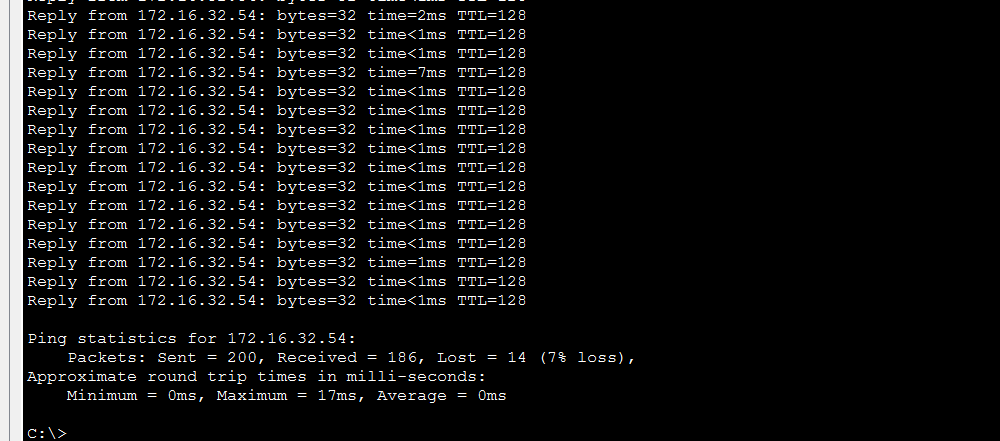 Reply from 172.16.32.54: bytes=32 time=2ms TTL=128
Reply from 172.16.32.54: bytes=32 time<1ms TTL=128
Reply from 172.16.32.54: bytes=32 time<1ms TTL=128
Reply from 172.16.32.54: bytes=32 time=7ms TTL=128
Reply from 172.16.32.54: bytes=32 time<1ms TTL=128
Reply from 172.16.32.54: bytes=32 time<1ms TTL=128
Reply from 172.16.32.54: bytes=32 time<1ms TTL=128
Reply from 172.16.32.54: bytes=32 time<1ms TTL=128
Reply from 172.16.32.54: bytes=32 time<1ms TTL=128
Reply from 172.16.32.54: bytes=32 time<1ms TTL=128
Reply from 172.16.32.54: bytes=32 time<1ms TTL=128
Reply from 172.16.32.54: bytes=32 time<1ms TTL=128
Reply from 172.16.32.54: bytes=32 time<1ms TTL=128
Reply from 172.16.32.54: bytes=32 time=1ms TTL=128
Reply from 172.16.32.54: bytes=32 time<1ms TTL=128
Reply from 172.16.32.54: bytes=32 time<1ms TTL=128
Ping statistics for 172.16.32.54:
Packets: Sent = 200, Received = 186, Lost = 14 (7% loss),
Approximate round trip times in milli-seconds:
Minimum = 0ms, Maximum = 17ms, Average = 0ms
C:\>